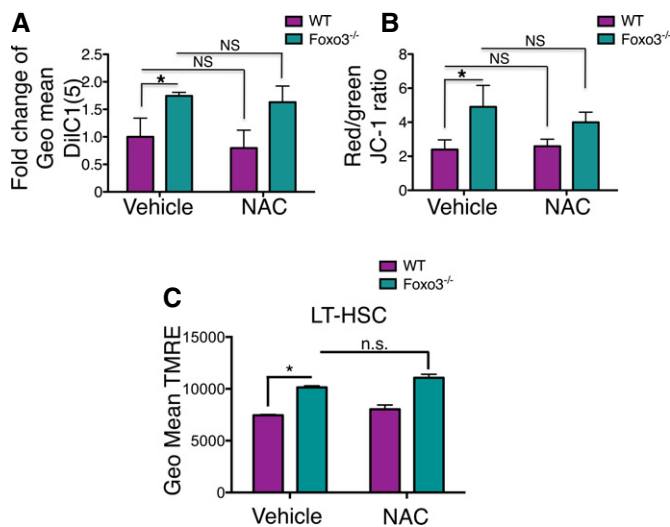 A
WT
Foxo3-/-
Fold change of
Geo mean
DiIC1(5)
2.5
2.0
1.5
1.0
0.5
0
NS
NS
*
Vehicle NAC
B
WT
Foxo3-/-
Red/green
JC-1 ratio
8
6
4
2
0
NS
NS
*
Vehicle NAC
C
WT
Foxo3-/-
LT-HSC
Geo Mean TMRE
15000
10000
5000
0
n.s.
*
Vehicle NAC